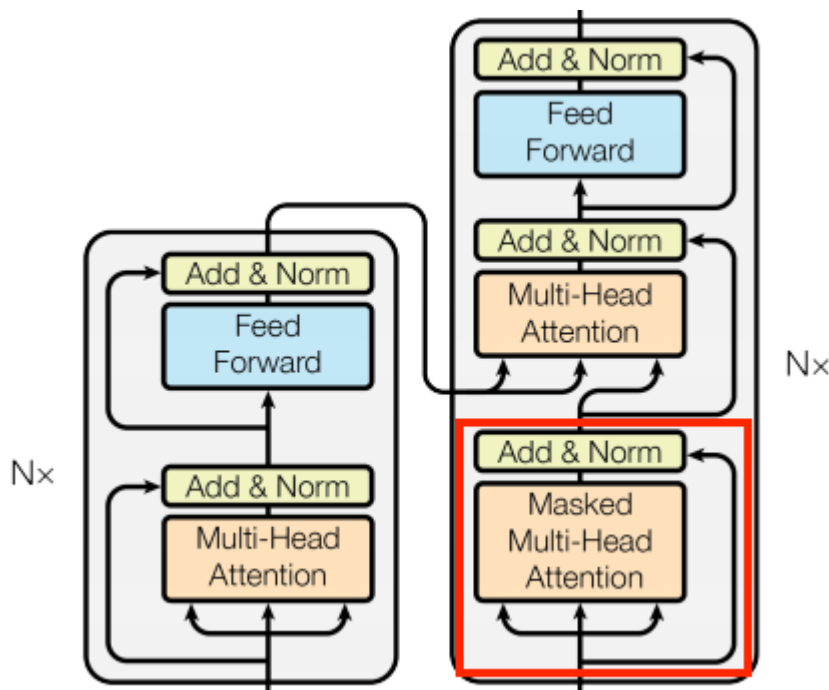 Add & Norm
Feed
Forward
Add & Norm
Multi-Head
Attention
Nx
Add & Norm
Feed
Forward
Add & Norm
Multi-Head
Attention
Add & Norm
Masked
Multi-Head
Attention
Nx